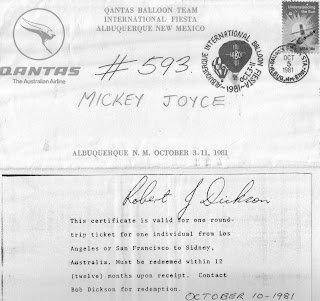 QANTAS BALLOON TEAM
INTERNATIONAL FIESTA
ALBUQUERQUE NEW MEXICO
QANTAS
The Australian Airline
#593.
MICKEY JOYCE
ALBUQUERQUE INTERNATIONAL BALLOON FIESTA
1981
OCT
5
1981
ALBUQUERQUE N. M. OCTOBER 3-11, 1981
Robert J Dickson
This certificate is valid for one round-
trip ticket for one individual from Los
Angeles or San Francisco to Sidney,
Australia. Must be redeemed within 12
(twelve) months upon receipt. Contact
Bob Dickson for redemption.
OCTOBER 10-1981